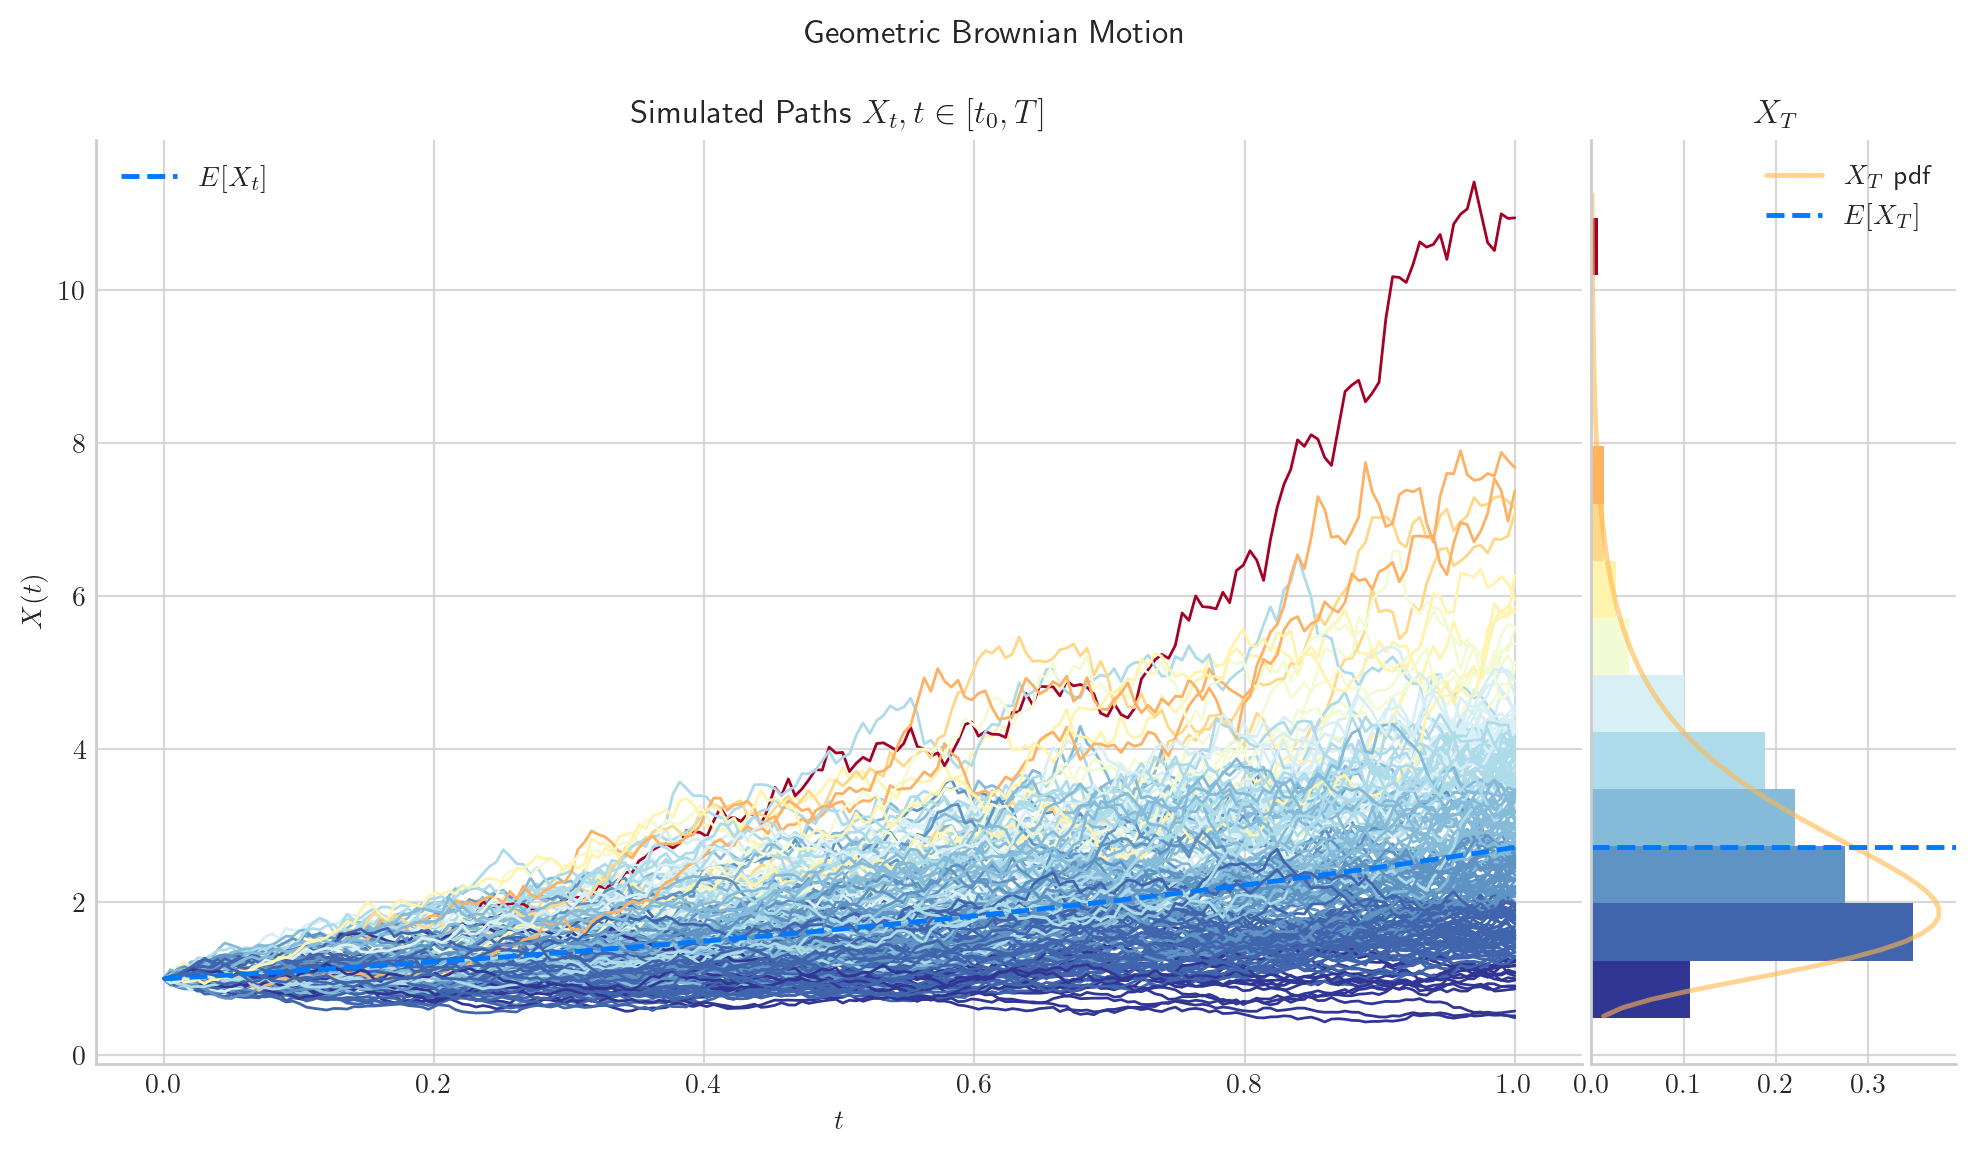 Geometric Brownian Motion
Simulated Paths $X_t, t \in [t_0, T]$
$X_T$
$E[X_t]$
$X_T$ pdf
$E[X_T]$
10
8
6
4
2
0
$X(t)$
0.0 0.2 0.4 0.6 0.8 1.0
0.0 0.1 0.2 0.3
$t$